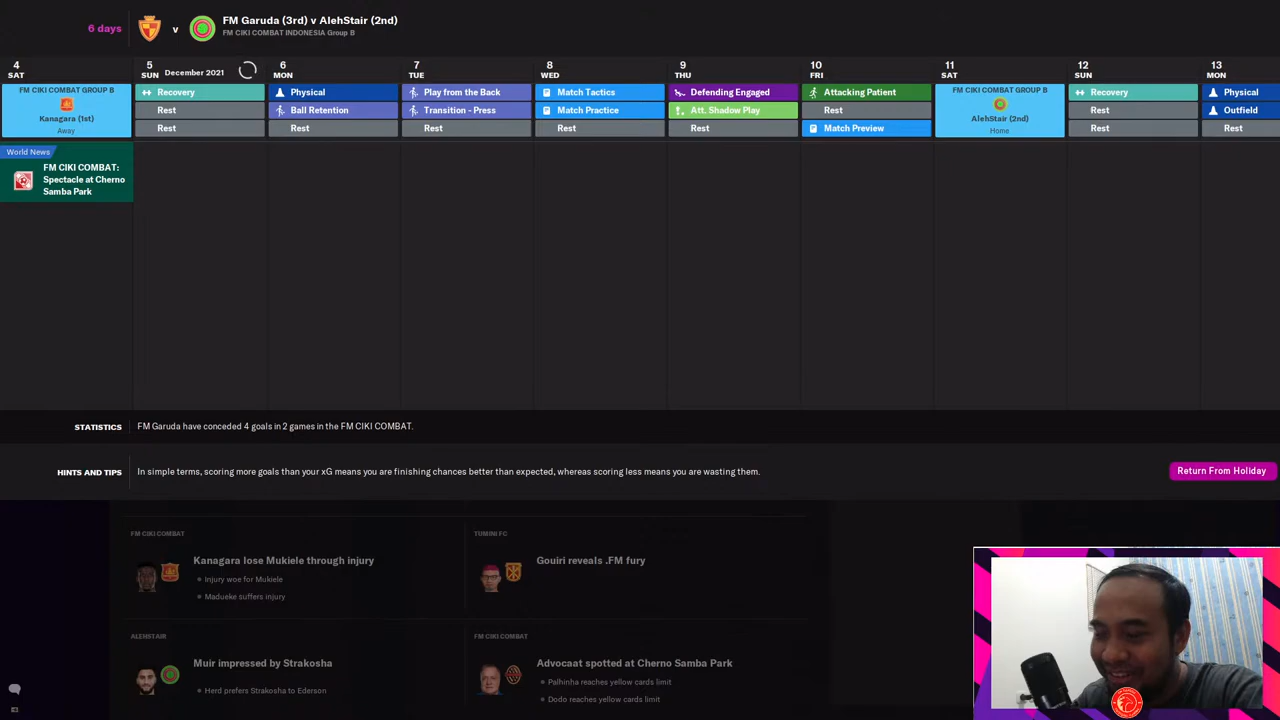 6 days
v
FM Garuda (3rd) v AlehStair (2nd)
FM CIKI COMBAT INDONESIA Group B
4
SAT
5
SUN
December 2021
6
MON
7
TUE
8
WED
9
THU
10
FRI
11
SAT
12
SUN
13
MON
FM CIKI COMBAT GROUP B
Kanagara (1st)
Away
Recovery
Rest
Rest
Physical
Ball Retention
Rest
Play from the Back
Transition - Press
Rest
Match Tactics
Match Practice
Rest
Defending Engaged
Att. Shadow Play
Rest
Attacking Patient
Rest
Match Preview
FM CIKI COMBAT GROUP B
AlehStair (2nd)
Home
Recovery
Rest
Rest
Physical
Outfield
Rest
World News
FM CIKI COMBAT:
Spectacle at Cherno
Samba Park
STATISTICS
FM Garuda have conceded 4 goals in 2 games in the FM CIKI COMBAT.
HINTS AND TIPS
In simple terms, scoring more goals than your xG means you are finishing chances better than expected, whereas scoring less means you are wasting them.
Return From Holiday
FM CIKI COMBAT
Kanagara lose Mukiele through injury
Injury woe for Mukiele
Madueke suffers injury
TUMINI FC
Gouiri reveals .FM fury
ALEHSTAIR
Muir impressed by Strakosha
Herd prefers Strakosha to Ederson
FM CIKI COMBAT
Advocaat spotted at Cherno Samba Park
Palhinha reaches yellow cards limit
Dodo reaches yellow cards limit